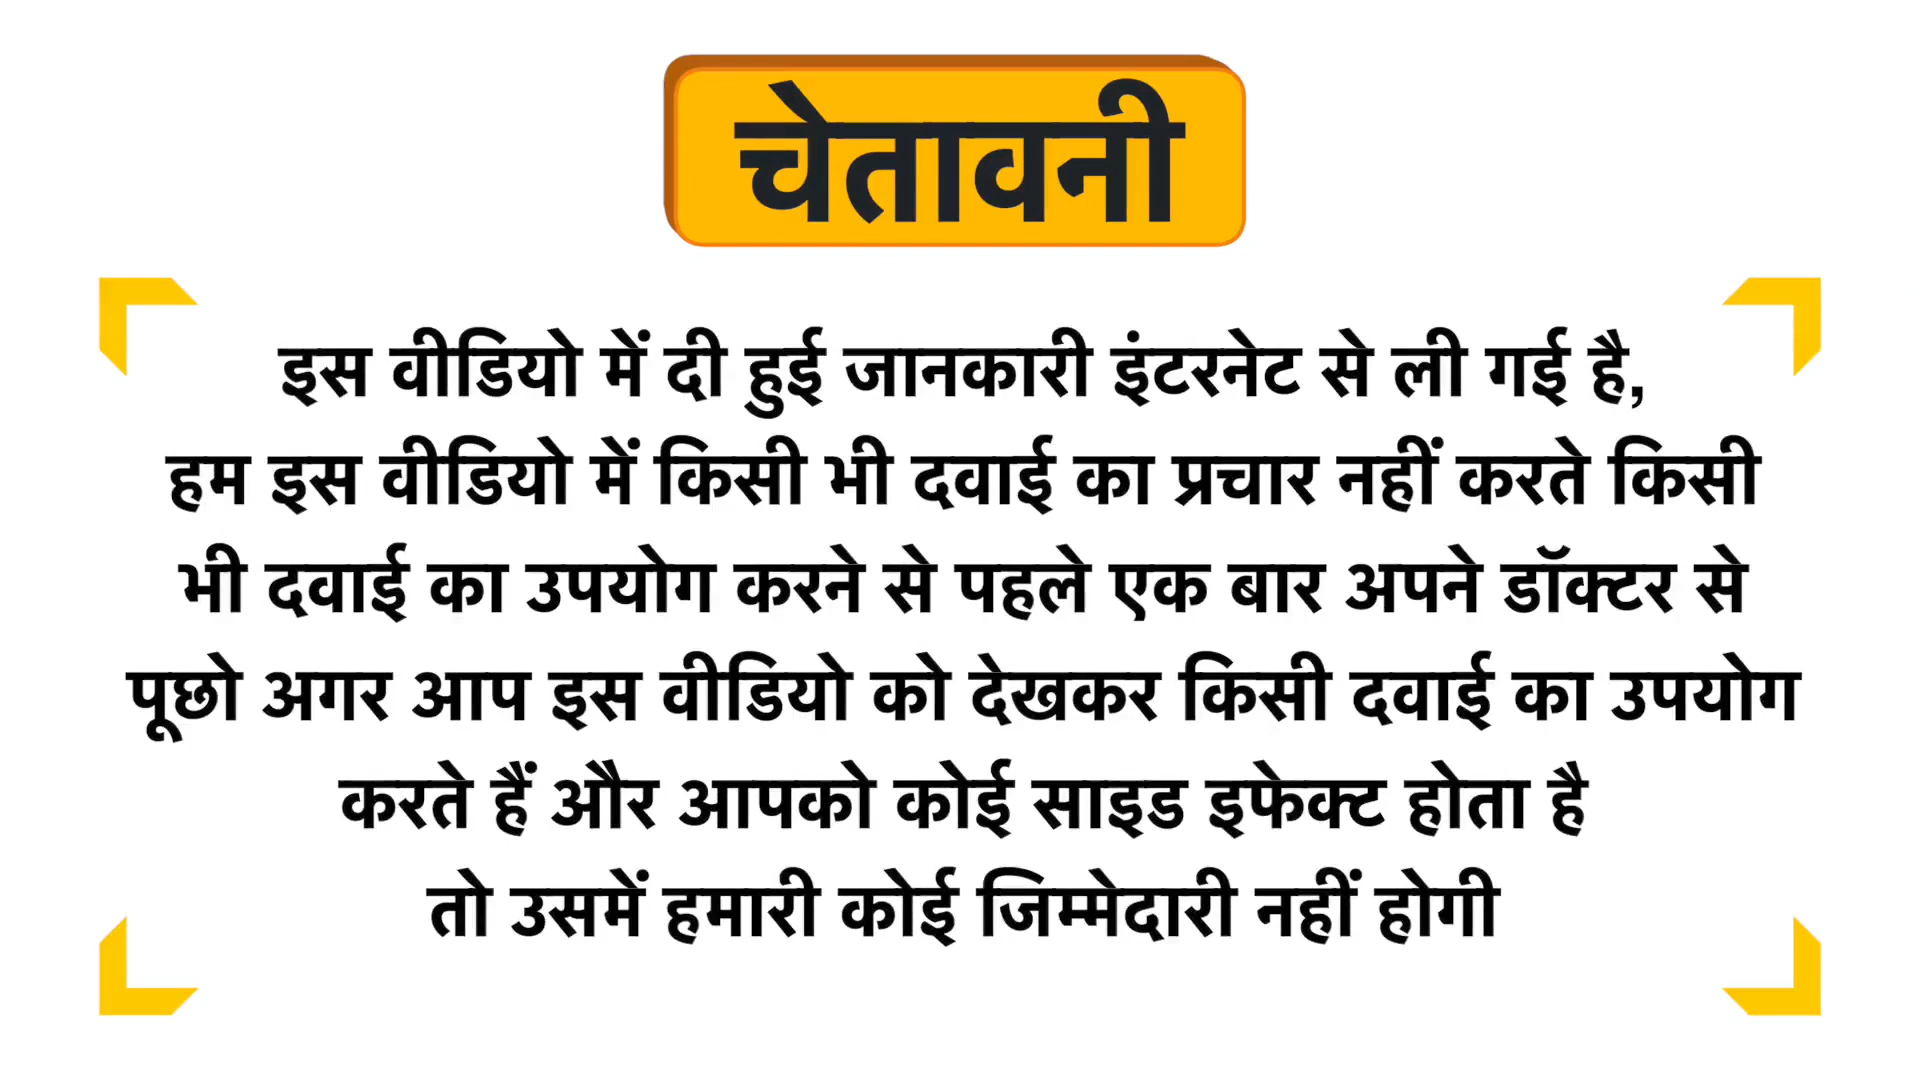 चेतावनी
इस वीडियो में दी हुई जानकारी इंटरनेट से ली गई है,
हम इस वीडियो में किसी भी दवाई का प्रचार नहीं करते किसी
भी दवाई का उपयोग करने से पहले एक बार अपने डॉक्टर से
पूछो अगर आप इस वीडियो को देखकर किसी दवाई का उपयोग
करते हैं और आपको कोई साइड इफेक्ट होता है
तो उसमें हमारी कोई जिम्मेदारी नहीं होगी